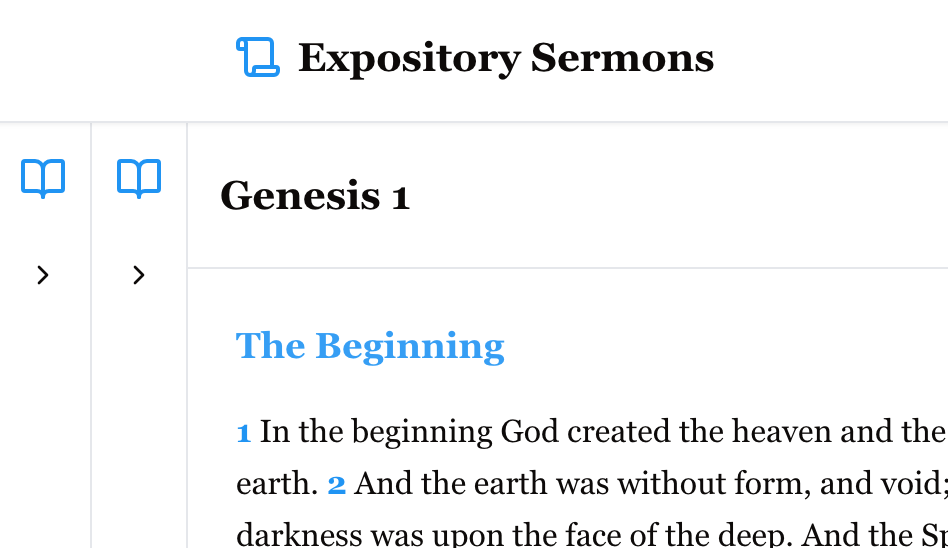 Expository Sermons
Genesis 1
The Beginning
1 In the beginning God created the heaven and the
earth. 2 And the earth was without form, and void;
darkness was upon the face of the deep. And the Sp